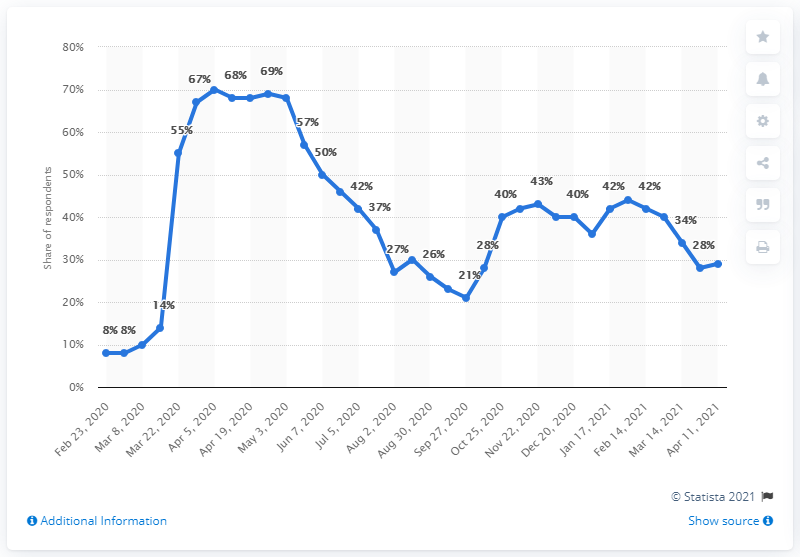 80%
70%
60%
50%
40%
30%
20%
10%
0%
Share of respondents
8% 8%
14%
55%
67%
68%
69%
57%
50%
42%
37%
27%
26%
21%
28%
40%
43%
40%
42%
42%
34%
28%
Feb 23, 2020
Mar 8, 2020
Mar 22, 2020
Apr 5, 2020
Apr 19, 2020
May 3, 2020
Jun 7, 2020
Jul 5, 2020
Aug 2, 2020
Aug 30, 2020
Sep 27, 2020
Oct 25, 2020
Nov 22, 2020
Dec 20, 2020
Jan 17, 2021
Feb 14, 2021
Mar 14, 2021
Apr 11, 2021
© Statista 2021
Additional Information
Show source